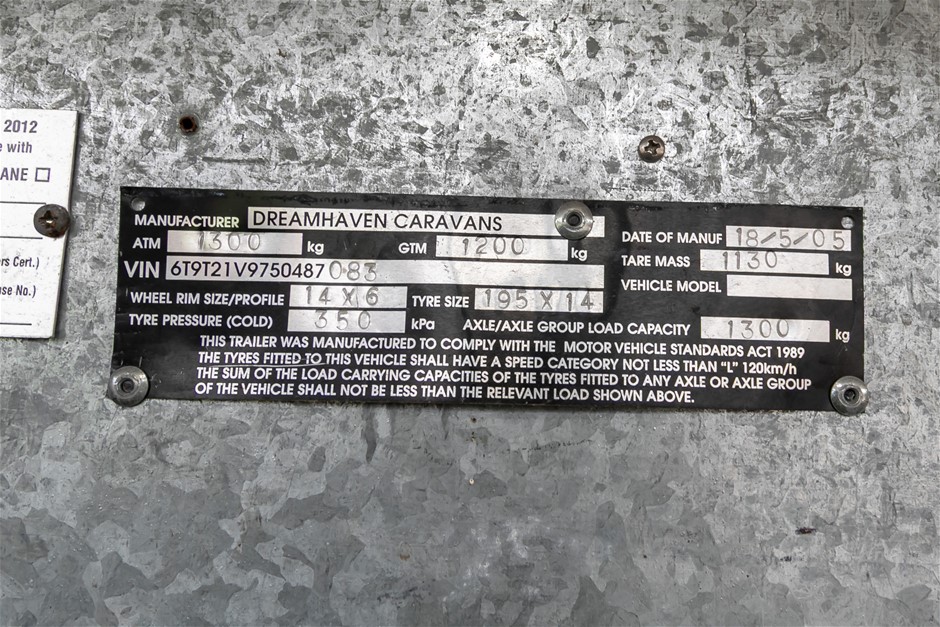 2012
e with
ANE
rs Cert.)
se No.)
MANUFACTURER DREAMHAVEN CARAVANS
ATM 1300 kg GTM 1200 kg
VIN 6T9T21V9750487083
WHEEL RIM SIZE/PROFILE 14 X 6 TYRE SIZE 195 X 14
TYRE PRESSURE (COLD) 350 kPa AXLE/AXLE GROUP LOAD CAPACITY 1300 kg
DATE OF MANUF 18/5/05
TARE MASS 1130 kg
VEHICLE MODEL
THIS TRAILER WAS MANUFACTURED TO COMPLY WITH THE MOTOR VEHICLE STANDARDS ACT 1989
THE TYRES FITTED TO THIS VEHICLE SHALL HAVE A SPEED CATEGORY NOT LESS THAN "L" 120km/h
THE SUM OF THE LOAD CARRYING CAPACITIES OF THE TYRES FITTED TO ANY AXLE OR AXLE GROUP
OF THE VEHICLE SHALL NOT BE LESS THAN THE RELEVANT LOAD SHOWN ABOVE.